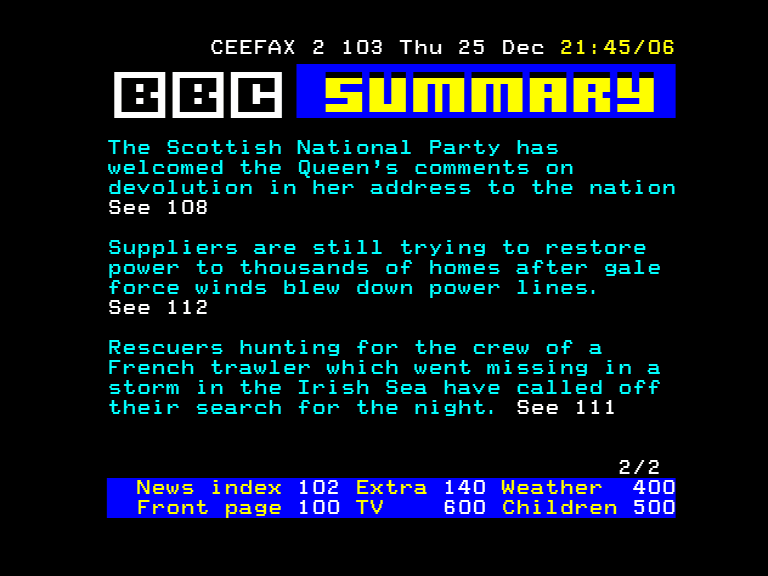 CEEFAX 2 103 Thu 25 Dec 21:45/06
BBC SUMMARY
The Scottish National Party has
welcomed the Queen's comments on
devolution in her address to the nation
See 108
Suppliers are still trying to restore
power to thousands of homes after gale
force winds blew down power lines.
See 112
Rescuers hunting for the crew of a
French trawler which went missing in a
storm in the Irish Sea have called off
their search for the night. See 111
2/2
News index 102 Extra 140 Weather 400
Front page 100 TV 600 Children 500